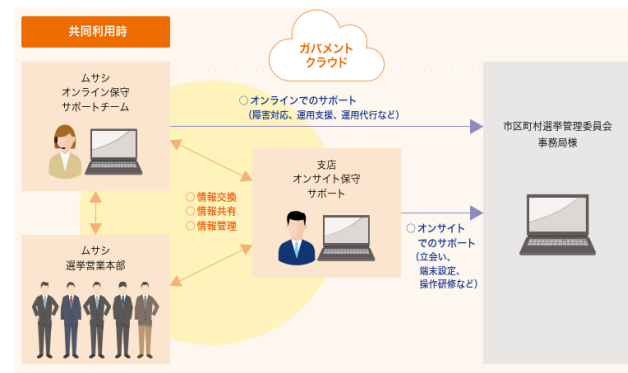 共同利用時
ガバメント
クラウド
ムサシ
オンライン保守
サポートチーム
○オンラインでのサポート
（障害対応、運用支援、運用代行など）
市区町村選挙管理委員会
事務局様
支店
オンサイト保守
サポート
○情報交換
○情報共有
○情報管理
○オンサイト
でのサポート
（立会い、
端末設定、
操作研修など）
ムサシ
選挙営業本部